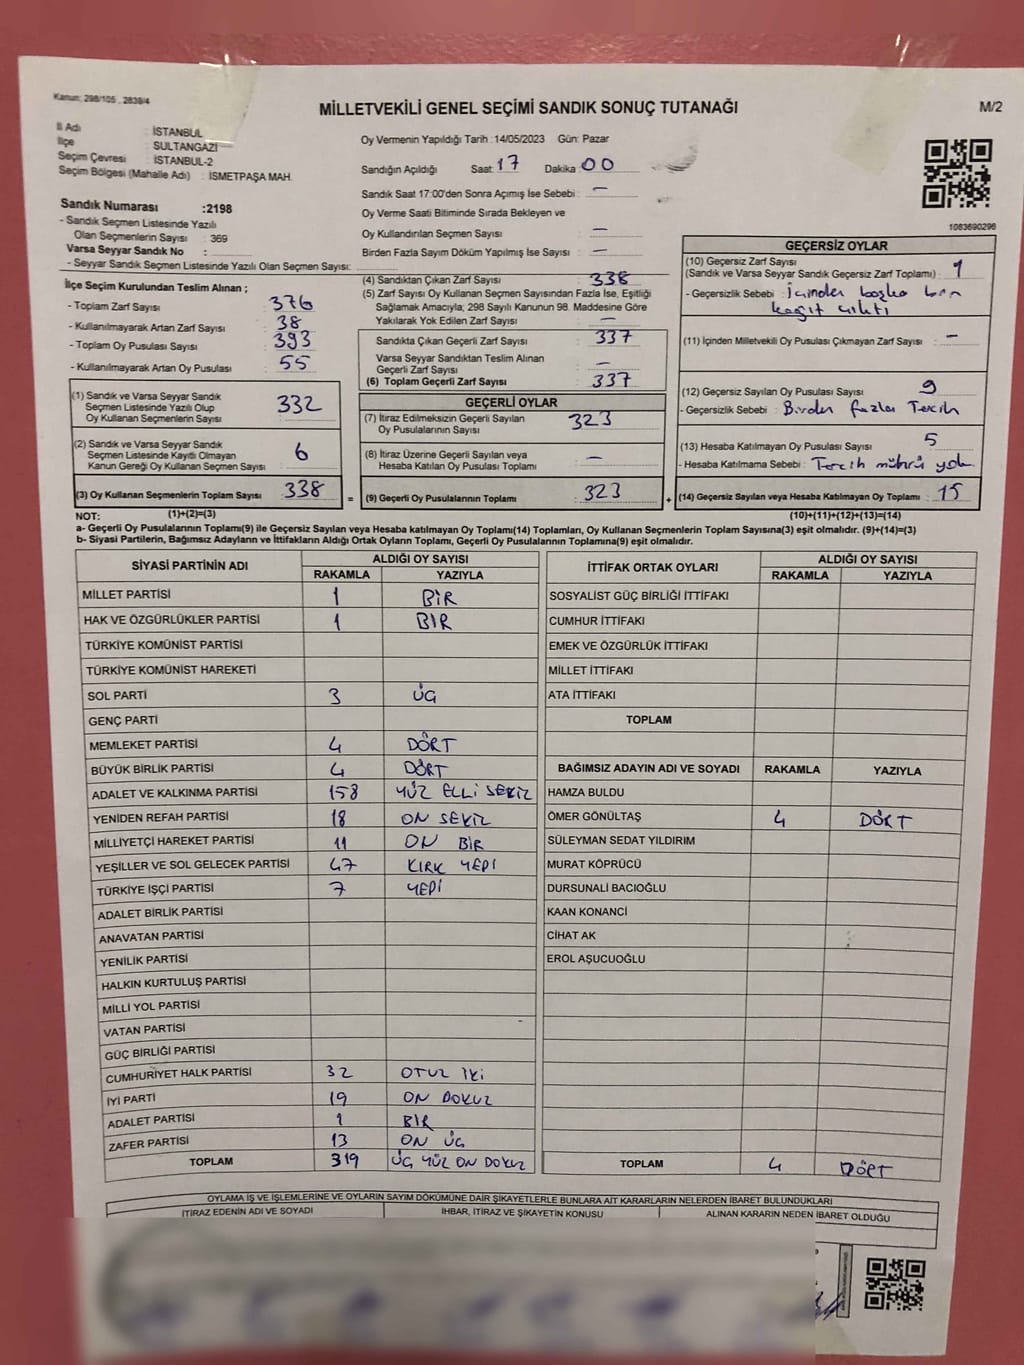 Kanun: 298/105 , 2839/4
MİLLETVEKİLİ GENEL SEÇİMİ SANDIK SONUÇ TUTANAĞI
M/2
İl Adı : İSTANBUL
İlçe : SULTANGAZİ
Seçim Çevresi : İSTANBUL-2
Seçim Bölgesi (Mahalle Adı) : İSMETPAŞA MAH.
Sandık Numarası :2198
- Sandık Seçmen Listesinde Yazılı
Olan Seçmenlerin Sayısı : 369
Varsa Seyyar Sandık No :
- Seyyar Sandık Seçmen Listesinde Yazılı Olan Seçmen Sayısı:
İlçe Seçim Kurulundan Teslim Alınan ;
- Toplam Zarf Sayısı : 376
- Kullanılmayarak Artan Zarf Sayısı : 38
- Toplam Oy Pusulası Sayısı : 393
- Kullanılmayarak Artan Oy Pusulası : 55
(1) Sandık ve Varsa Seyyar Sandık
Seçmen Listesinde Yazılı Olup
Oy Kullanan Seçmenlerin Sayısı : 332
(2) Sandık ve Varsa Seyyar Sandık
Seçmen Listesinde Kayıtlı Olmayan
Kanun Gereği Oy Kullanan Seçmen Sayısı : 6
(3) Oy Kullanan Seçmenlerin Toplam Sayısı : 338
Oy Vermenin Yapıldığı Tarih :14/05/2023 Gün: Pazar
Sandığın Açıldığı Saat: 17 Dakika: 00
Sandık Saat 17:00'den Sonra Açımış İse Sebebi : -
Oy Verme Saati Bitiminde Sırada Bekleyen ve
Oy Kullandırılan Seçmen Sayısı : -
Birden Fazla Sayım Döküm Yapılmış İse Sayısı : -
(4) Sandıktan Çıkan Zarf Sayısı : 338
(5) Zarf Sayısı Oy Kullanan Seçmen Sayısından Fazla İse, Eşitliği
Sağlamak Amacıyla, 298 Sayılı Kanunun 98. Maddesine Göre
Yakılarak Yok Edilen Zarf Sayısı : -
Sandıkta Çıkan Geçerli Zarf Sayısı : 337
Varsa Seyyar Sandıktan Teslim Alınan
Geçerli Zarf Sayısı : -
(6) Toplam Geçerli Zarf Sayısı : 337
GEÇERLİ OYLAR
(7) İtiraz Edilmeksizin Geçerli Sayılan
Oy Pusulalarının Sayısı : 323
(8) İtiraz Üzerine Geçerli Sayılan veya
Hesaba Katılan Oy Pusulası Toplamı : -
= (9) Geçerli Oy Pusulalarının Toplamı : 323
1083690296
GEÇERSİZ OYLAR
(10) Geçersiz Zarf Sayısı
(Sandık ve Varsa Seyyar Sandık Geçersiz Zarf Toplamı) : 1
- Geçersizlik Sebebi : İçinden başka bir
kağıt çıktı
(11) İçinden Milletvekili Oy Pusulası Çıkmayan Zarf Sayısı : -
(12) Geçersiz Sayılan Oy Pusulası Sayısı : 9
- Geçersizlik Sebebi : Birden fazla Tercih
(13) Hesaba Katılmayan Oy Pusulası Sayısı : 5
- Hesaba Katılmama Sebebi : Tercih mührü yok
+ (14) Geçersiz Sayılan veya Hesaba Katılmayan Oy Toplamı : 15
NOT: (1)+(2)=(3)
(10)+(11)+(12)+(13)=(14)
a- Geçerli Oy Pusulalarının Toplamı(9) ile Geçersiz Sayılan veya Hesaba katılmayan Oy Toplamı(14) Toplamları, Oy Kullanan Seçmenlerin Toplam Sayısına(3) eşit olmalıdır. (9)+(14)=(3)
b- Siyasi Partilerin, Bağımsız Adayların ve İttifakların Aldığı Ortak Oyların Toplamı, Geçerli Oy Pusulalarının Toplamına(9) eşit olmalıdır.
SİYASİ PARTİNİN ADI ALDIĞI OY SAYISI
RAKAMLA YAZIYLA
MİLLET PARTİSİ 1 BİR
HAK VE ÖZGÜRLÜKLER PARTİSİ 1 BİR
TÜRKİYE KOMÜNİST PARTİSİ
TÜRKİYE KOMÜNİST HAREKETİ
SOL PARTİ 3 ÜÇ
GENÇ PARTİ
MEMLEKET PARTİSİ 4 DÖRT
BÜYÜK BİRLİK PARTİSİ 4 DÖRT
ADALET VE KALKINMA PARTİSİ 158 YÜZ ELLİ SEKİZ
YENİDEN REFAH PARTİSİ 18 ON SEKİZ
MİLLİYETÇİ HAREKET PARTİSİ 11 ON BİR
YEŞİLLER VE SOL GELECEK PARTİSİ 47 KIRK YEDİ
TÜRKİYE İŞÇİ PARTİSİ 7 YEDİ
ADALET BİRLİK PARTİSİ
ANAVATAN PARTİSİ
YENİLİK PARTİSİ
HALKIN KURTULUŞ PARTİSİ
MİLLİ YOL PARTİSİ
VATAN PARTİSİ
GÜÇ BİRLİĞİ PARTİSİ
CUMHURİYET HALK PARTİSİ 32 OTUZ İKİ
İYİ PARTİ 19 ON DOKUZ
ADALET PARTİSİ 1 BİR
ZAFER PARTİSİ 13 ON ÜÇ
TOPLAM 319 ÜÇ YÜZ ON DOKUZ
İTTİFAK ORTAK OYLARI ALDIĞI OY SAYISI
RAKAMLA YAZIYLA
SOSYALİST GÜÇ BİRLİĞİ İTTİFAKI
CUMHUR İTTİFAKI
EMEK VE ÖZGÜRLÜK İTTİFAKI
MİLLET İTTİFAKI
ATA İTTİFAKI
TOPLAM
BAĞIMSIZ ADAYIN ADI VE SOYADI RAKAMLA YAZIYLA
HAMZA BULDU
ÖMER GÖNÜLTAŞ 4 DÖRT
SÜLEYMAN SEDAT YILDIRIM
MURAT KÖPRÜCÜ
DURSUNALİ BACIOĞLU
KAAN KONANCİ
CİHAT AK
EROL AŞUCUOĞLU
TOPLAM 4 DÖRT
OYLAMA İŞ VE İŞLEMLERİNE VE OYLARIN SAYIM DÖKÜMÜNE DAİR ŞİKAYETLERLE BUNLARA AİT KARARLARIN NELERDEN İBARET BULUNDUKLARI
İTİRAZ EDENİN ADI VE SOYADI İHBAR, İTİRAZ VE ŞİKAYETİN KONUSU ALINAN KARARIN NEDEN İBARET OLDUĞU